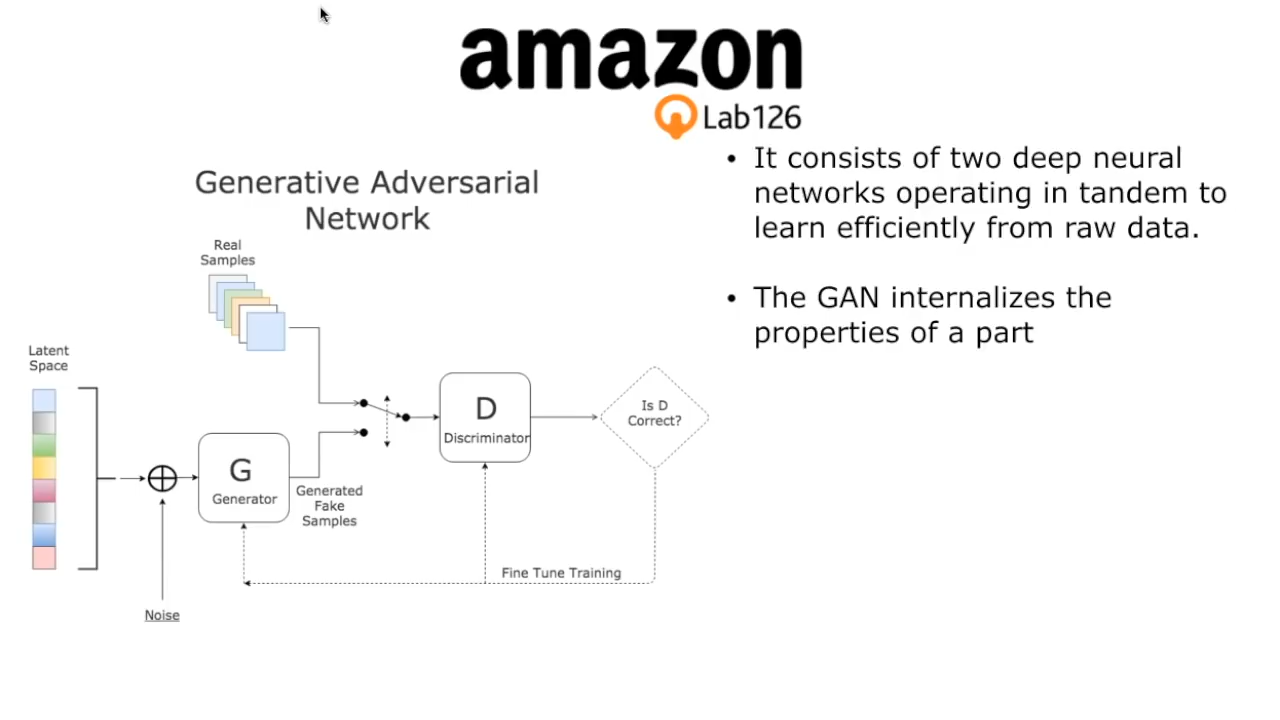 amazon
Lab126
Generative Adversarial
Network
• It consists of two deep neural
networks operating in tandem to
learn efficiently from raw data.
• The GAN internalizes the
properties of a part
Real
Samples
Latent
Space
D
Discriminator
Is D
Correct?
G
Generator
Generated
Fake
Samples
Fine Tune Training
Noise